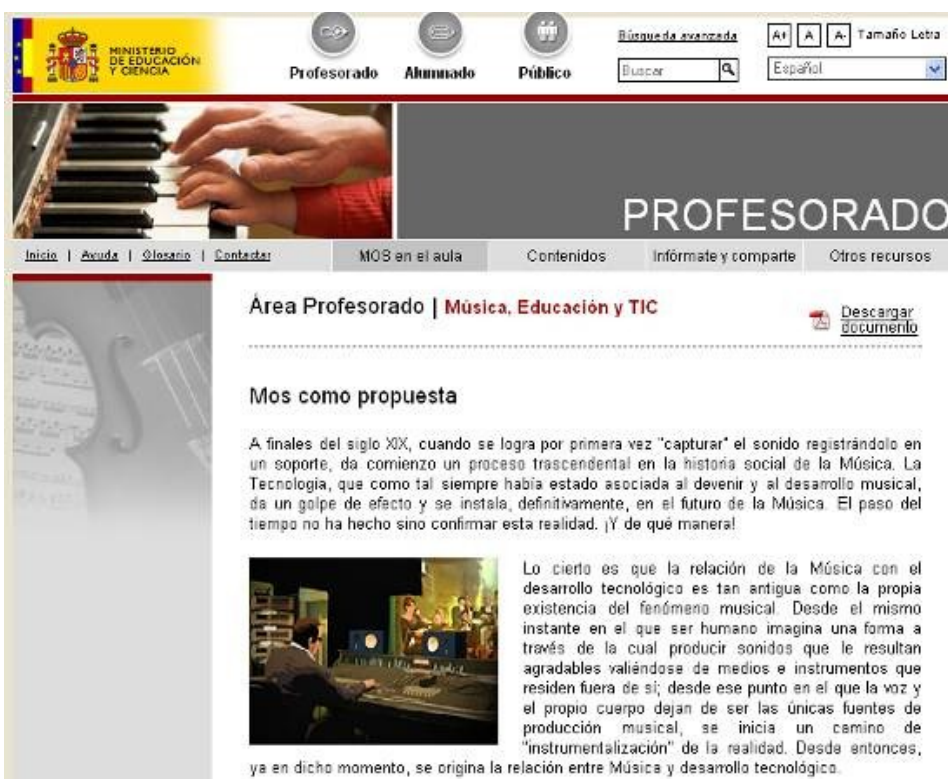 MINISTERIO
DE EDUCACIÓN
Y CIENCIA
Profesorado Alumnado Público
Búsqueda avanzada
Buscar
A+ A A- Tamaño Letra
Español
PROFESORADO
Inicio | Ayuda | Glosario | Contactar
MOS en el aula Contenidos Infórmate y comparte Otros recursos
Área Profesorado | Música, Educación y TIC
Descargar
documento
Mos como propuesta
A finales del siglo XIX, cuando se logra por primera vez "capturar" el sonido registrándolo en
un soporte, da comienzo un proceso trascendental en la historia social de la Música. La
Tecnología, que como tal siempre había estado asociada al devenir y al desarrollo musical,
da un golpe de efecto y se instala, definitivamente, en el futuro de la Música. El paso del
tiempo no ha hecho sino confirmar esta realidad. ¡Y de qué manera!
Lo cierto es que la relación de la Música con el
desarrollo tecnológico es tan antigua como la propia
existencia del fenómeno musical. Desde el mismo
instante en el que ser humano imagina una forma a
través de la cual producir sonidos que le resultan
agradables valiéndose de medios e instrumentos que
residen fuera de sí; desde ese punto en el que la voz y
el propio cuerpo dejan de ser las únicas fuentes de
producción musical, se inicia un camino de
"instrumentalización" de la realidad. Desde entonces,
ya en dicho momento, se origina la relación entre Música y desarrollo tecnológico.